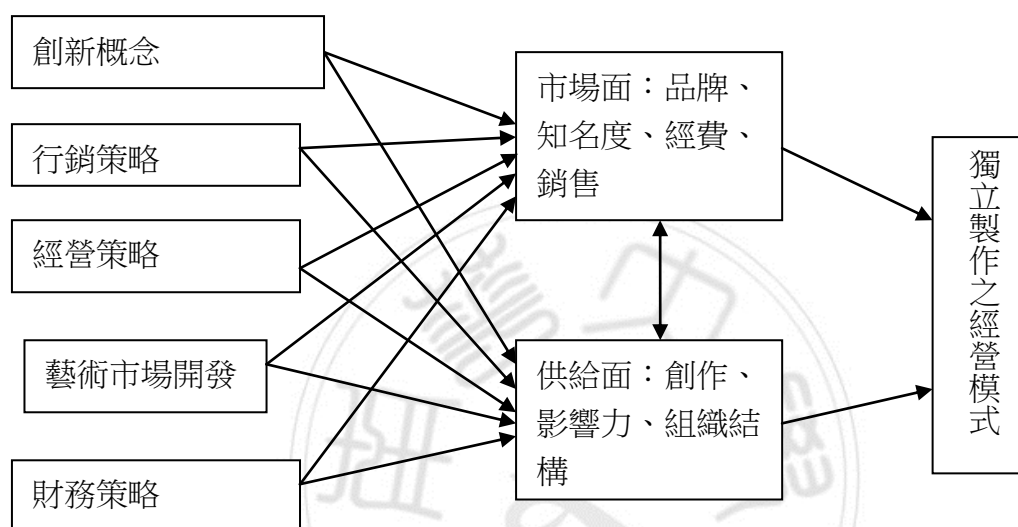 創新概念
行銷策略
經營策略
藝術市場開發
財務策略
市場面：品牌、
知名度、經費、
銷售
供給面：創作、
影響力、組織結
構
獨立製作之經營模式